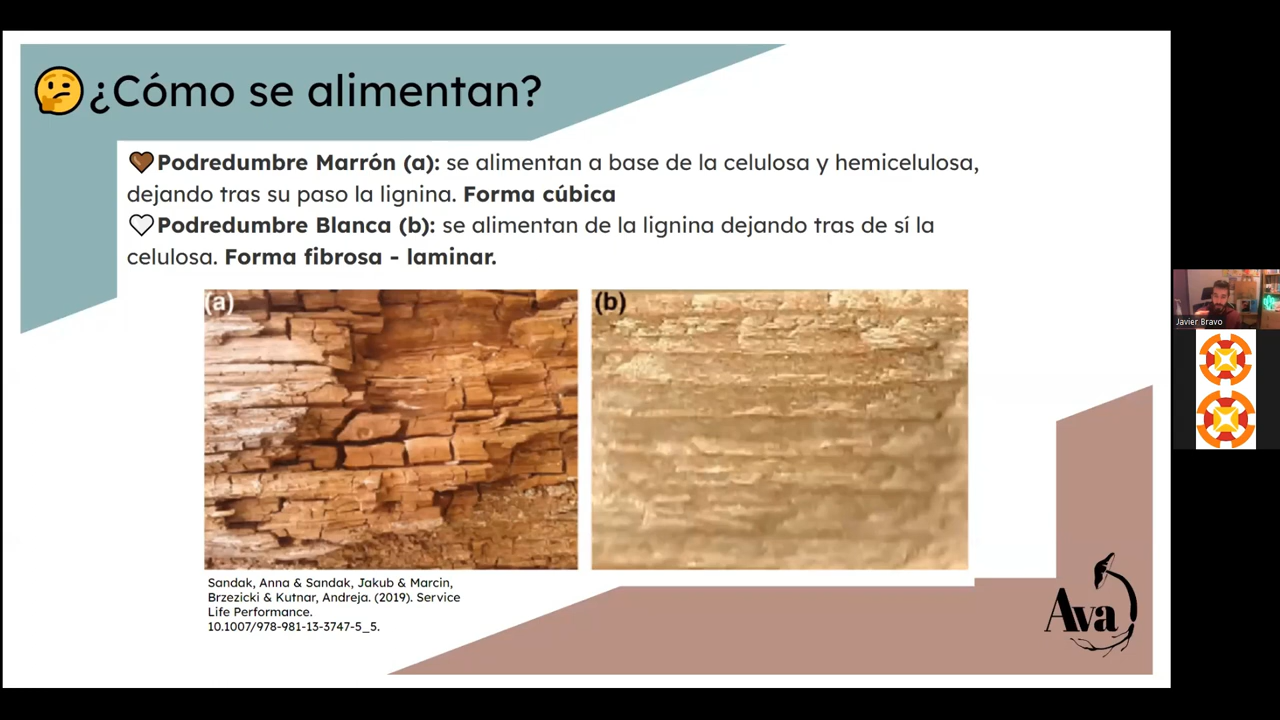 🤔¿Cómo se alimentan?
🤎Podredumbre Marrón (a): se alimentan a base de la celulosa y hemicelulosa,
dejando tras su paso la lignina. Forma cúbica
🤍Podredumbre Blanca (b): se alimentan de la lignina dejando tras de sí la
celulosa. Forma fibrosa - laminar.
(a)
(b)
Sandak, Anna & Sandak, Jakub & Marcin,
Brzezicki & Kutnar, Andreja. (2019). Service
Life Performance.
10.1007/978-981-13-3747-5_5.
Ava
Javier Bravo